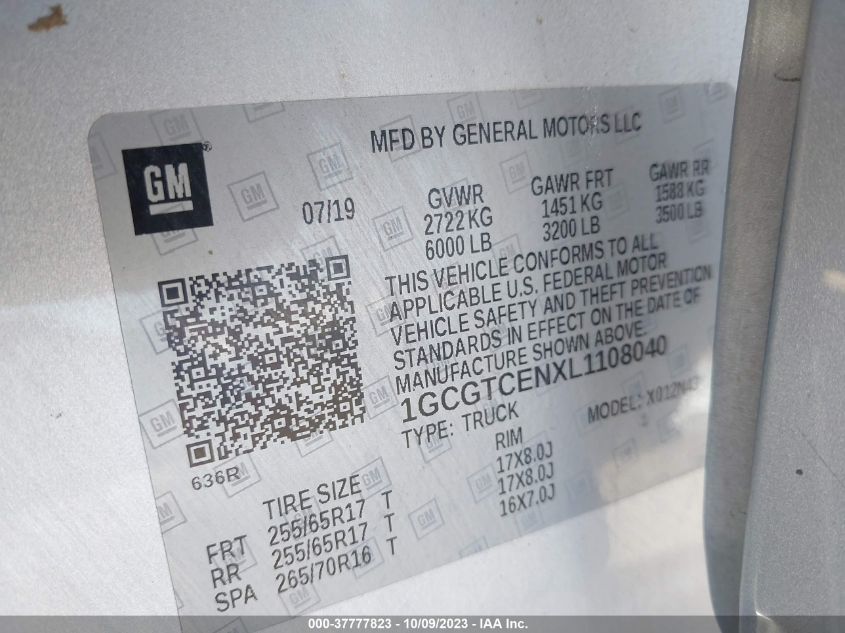 GM
MFD BY GENERAL MOTORS LLC
07/19
GVWR GAWR FRT GAWR RR
2722 KG 1451 KG 1588 KG
6000 LB 3200 LB 3500 LB
THIS VEHICLE CONFORMS TO ALL
APPLICABLE U.S. FEDERAL MOTOR
VEHICLE SAFETY AND THEFT PREVENTION
STANDARDS IN EFFECT ON THE DATE OF
MANUFACTURE SHOWN ABOVE.
1GCGTCENXL1108040
TYPE: TRUCK MODEL: X012N43
636R
TIRE SIZE RIM
FRT 255/65R17 T 17X8.0J
RR 255/65R17 T 17X8.0J
SPA 265/70R16 T 16X7.0J
000-37777823 - 10/09/2023 - IAA Inc.